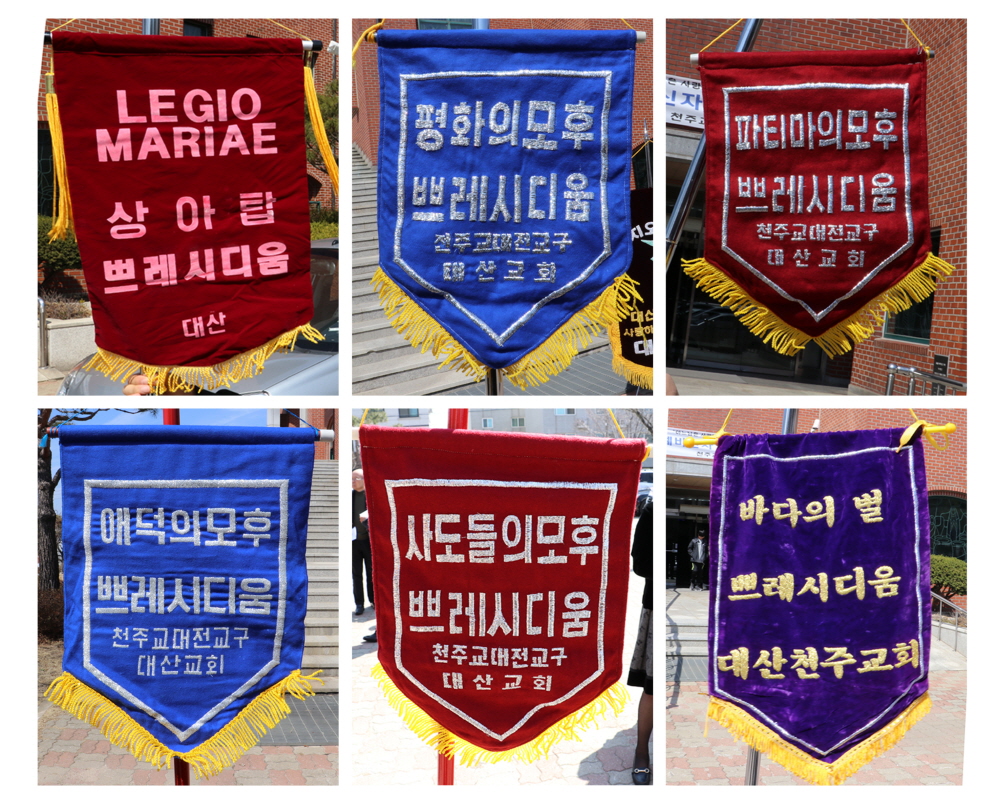 LEGIO
MARIAE
상아탑
쁘레시디움
대산
평화의모후
쁘레시디움
천주교대전교구
대산교회
파티마의모후
쁘레시디움
천주교대전교구
대산교회
애덕의모후
쁘레시디움
천주교대전교구
대산교회
사도들의모후
쁘레시디움
천주교대전교구
대산교회
바다의 별
쁘레시디움
대산천주교회